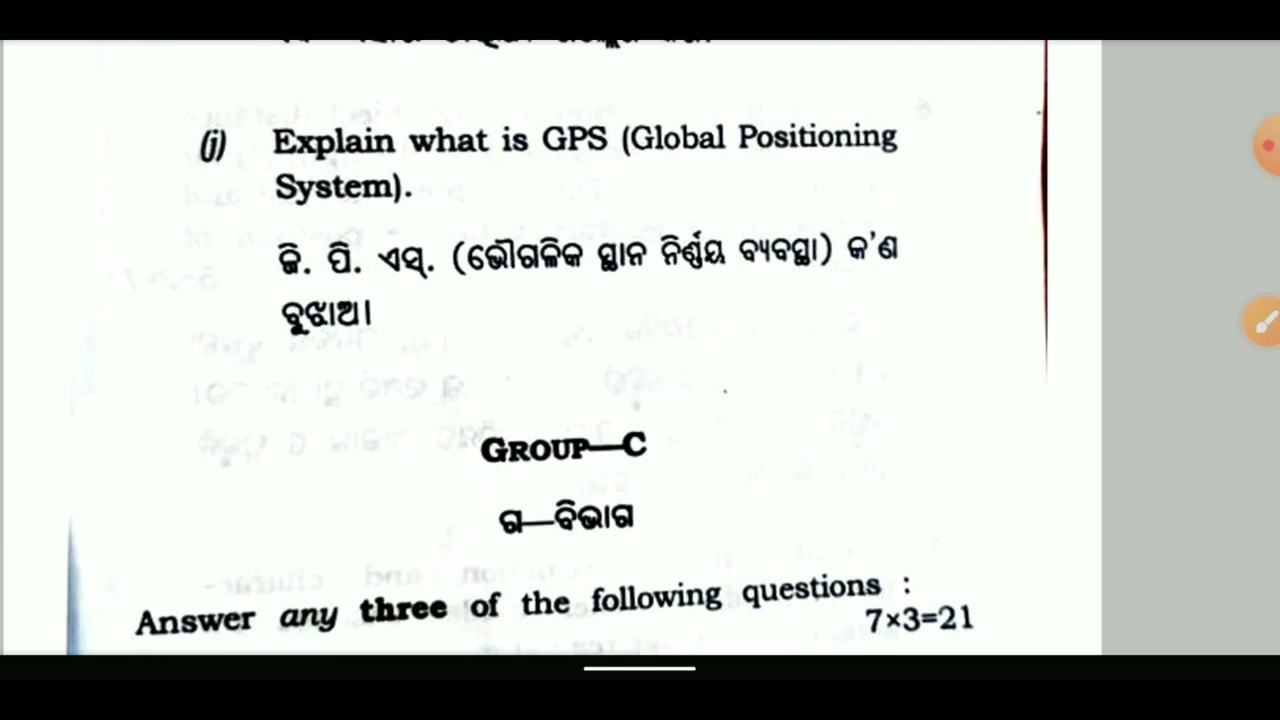 (j) Explain what is GPS (Global Positioning
System).
ଜି. ପି. ଏସ୍. (ଭୌଗଳିକ ସ୍ଥାନ ନିର୍ଣ୍ଣୟ ବ୍ୟବସ୍ଥା) କ'ଣ
ବୁଝାଅ।
GROUP—C
ଗ—ବିଭାଗ
Answer any three of the following questions :
7×3=21